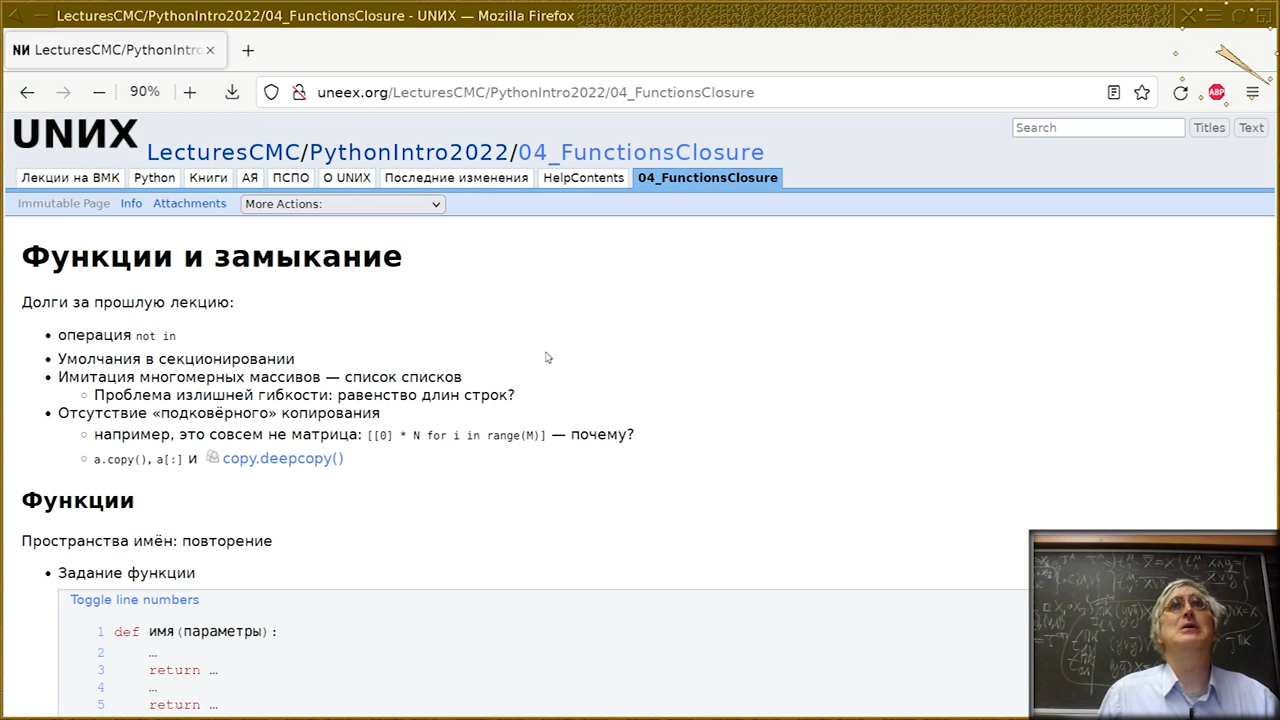 LecturesCMC/PythonIntro2022/04_FunctionsClosure - UNИX — Mozilla Firefox
NИ LecturesCMC/PythonIntro
90%
uneex.org/LecturesCMC/PythonIntro2022/04_FunctionsClosure
ABP
UNИX
LecturesCMC/PythonIntro2022/04_FunctionsClosure
Search Titles Text
Лекции на ВМК Python Книги АЯ ПСПО О UNИX Последние изменения HelpContents 04_FunctionsClosure
Immutable Page Info Attachments More Actions:
Функции и замыкание
Долги за прошлую лекцию:
• операция not in
• Умолчания в секционировании
• Имитация многомерных массивов — список списков
◦ Проблема излишней гибкости: равенство длин строк?
• Отсутствие «подковёрного» копирования
◦ например, это совсем не матрица: [[0] * N for i in range(M)] — почему?
◦ a.copy(), a[:] и copy.deepcopy()
Функции
Пространства имён: повторение
• Задание функции
Toggle line numbers
1 def имя(параметры):
2 …
3 return …
4 …
5 return …